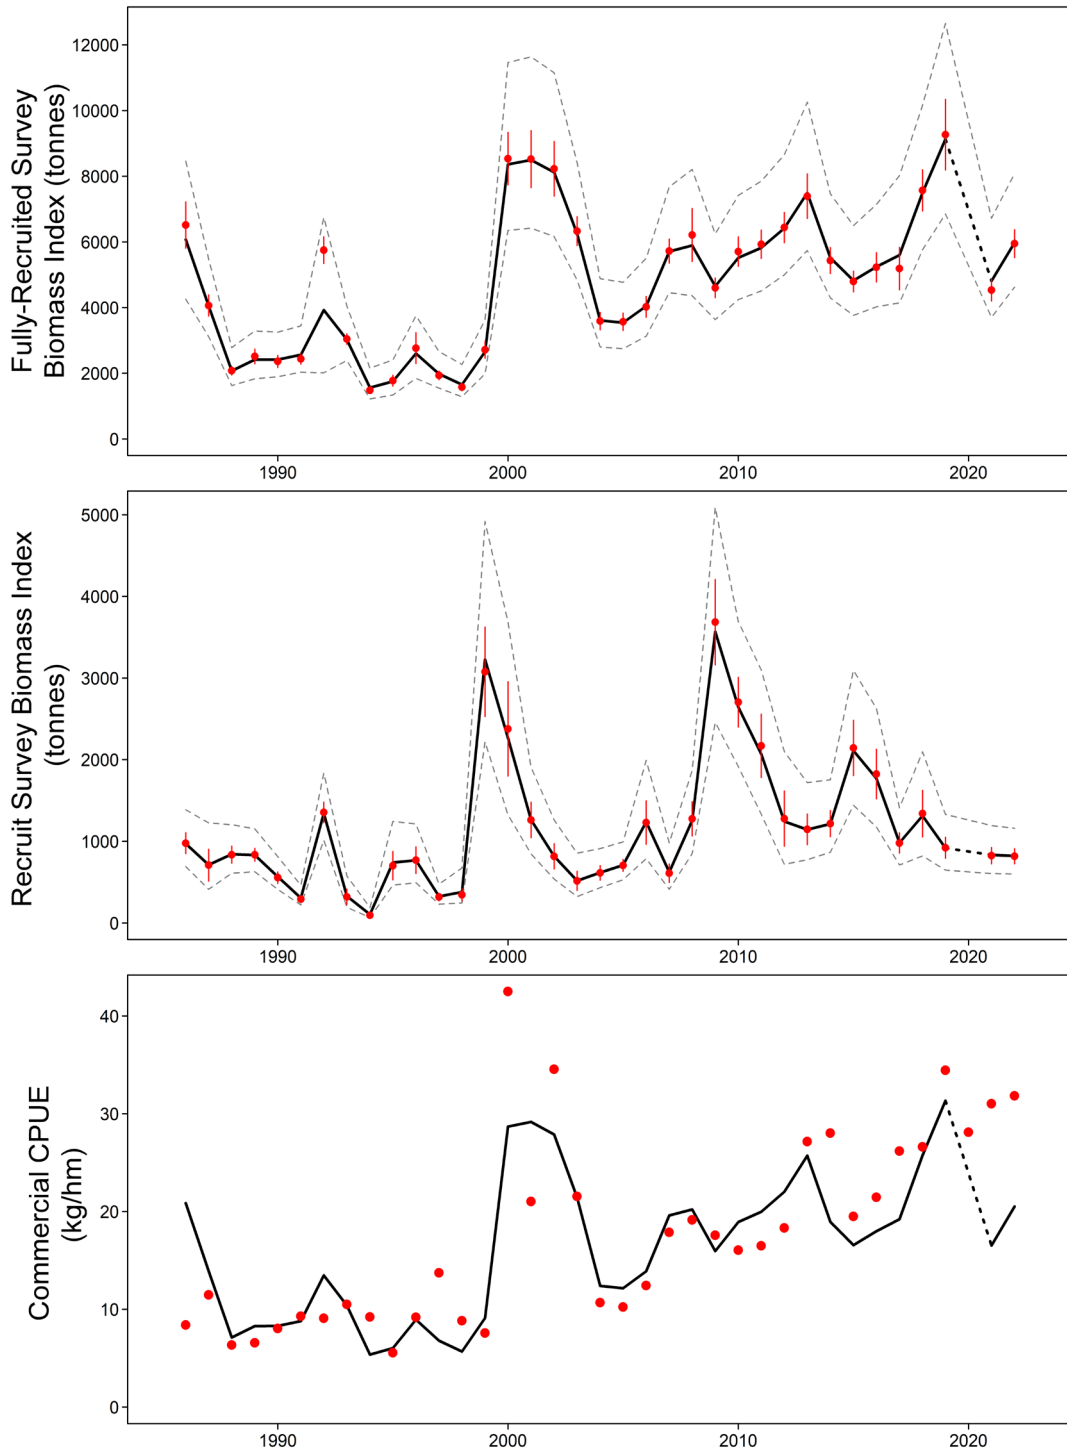 Fully-Recruited Survey
Biomass Index (tonnes)
12000
10000
8000
6000
4000
2000
0
1990 2000 2010 2020
Recruit Survey Biomass Index
(tonnes)
5000
4000
3000
2000
1000
0
1990 2000 2010 2020
Commercial CPUE
(kg/hm)
40
30
20
10
0
1990 2000 2010 2020